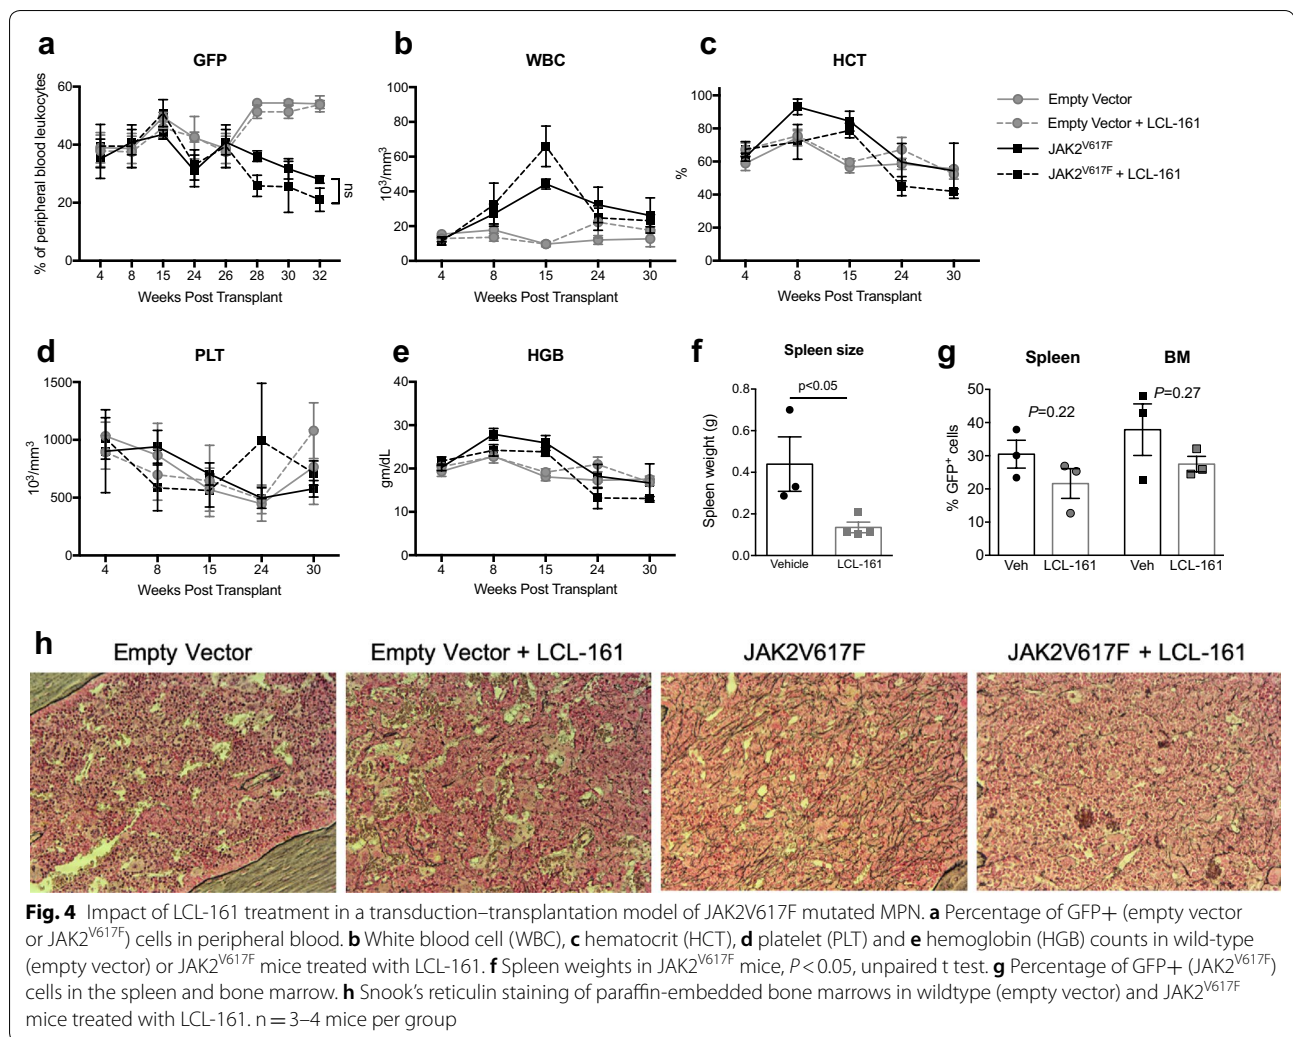 a
GFP
% of peripheral blood leukocytes
60
40
20
0
4 8 15 24 26 28 30 32
Weeks Post Transplant
ns
b
WBC
10³/mm³
100
80
60
40
20
0
4 8 15 24 30
Weeks Post Transplant
c
HCT
%
100
80
60
40
20
0
4 8 15 24 30
Weeks Post Transplant
Empty Vector
Empty Vector + LCL-161
JAK2V617F
JAK2V617F + LCL-161
d
PLT
10³/mm³
1500
1000
500
0
4 8 15 24 30
Weeks Post Transplant
e
HGB
gm/dL
40
30
20
10
0
4 8 15 24 30
Weeks Post Transplant
f
Spleen size
Spleen weight (g)
0.8
0.6
0.4
0.2
0.0
p<0.05
Vehicle LCL-161
g
Spleen BM
% GFP⁺ cells
50
40
30
20
10
0
P=0.22
P=0.27
Veh LCL-161 Veh LCL-161
h
Empty Vector Empty Vector + LCL-161 JAK2V617F JAK2V617F + LCL-161
Fig. 4 Impact of LCL-161 treatment in a transduction–transplantation model of JAK2V617F mutated MPN. a Percentage of GFP+ (empty vector
or JAK2V617F) cells in peripheral blood. b White blood cell (WBC), c hematocrit (HCT), d platelet (PLT) and e hemoglobin (HGB) counts in wild-type
(empty vector) or JAK2V617F mice treated with LCL-161. f Spleen weights in JAK2V617F mice, P < 0.05, unpaired t test. g Percentage of GFP+ (JAK2V617F)
cells in the spleen and bone marrow. h Snook's reticulin staining of paraffin-embedded bone marrows in wildtype (empty vector) and JAK2V617F
mice treated with LCL-161. n = 3–4 mice per group